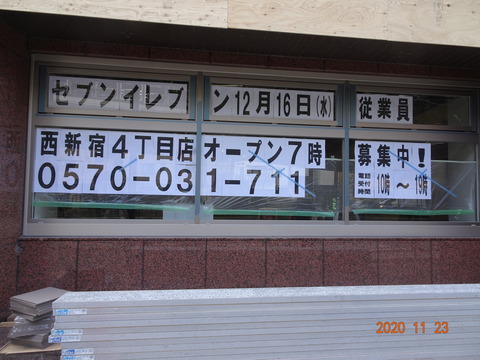 セブンイレブン 12月16日(水) 従業員
西新宿4丁目店 オープン7時 募集中!
0570-031-711 電話受付時間 10時～19時
2020 11 23